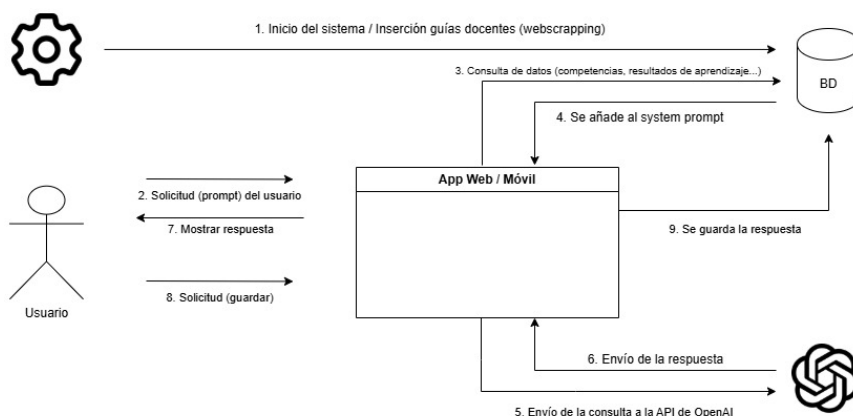 1. Inicio del sistema / Inserción guías docentes (webscrapping)
3. Consulta de datos (competencias, resultados de aprendizaje...)
BD
4. Se añade al system prompt
App Web / Móvil
2. Solicitud (prompt) del usuario
7. Mostrar respuesta
9. Se guarda la respuesta
8. Solicitud (guardar)
Usuario
6. Envío de la respuesta
5. Envío de la consulta a la API de OpenAI